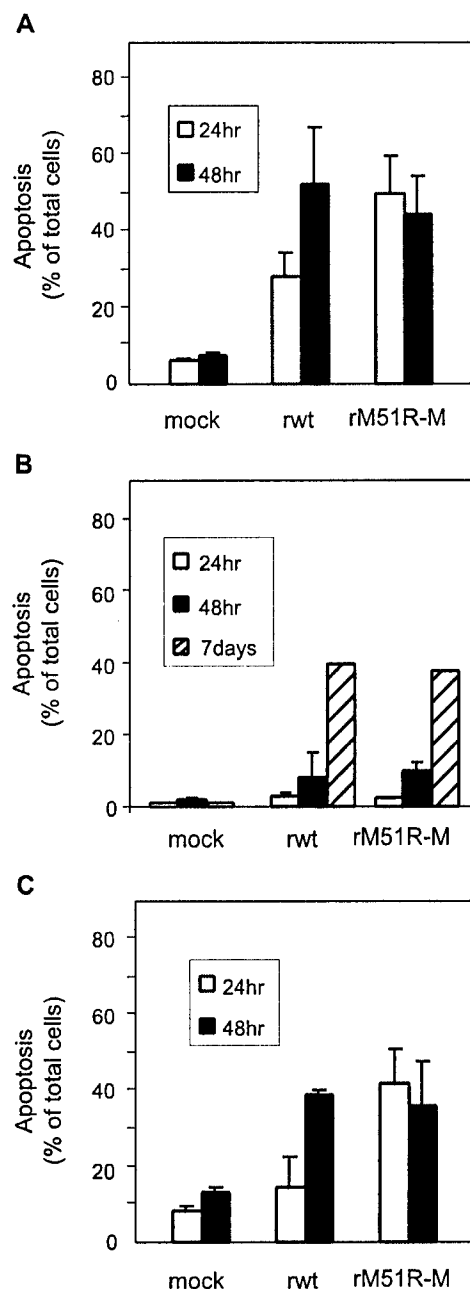 A
Apoptosis
(% of total cells)
80
60
40
20
0
24hr
48hr
mock
rwt
rM51R-M
B
Apoptosis
(% of total cells)
80
60
40
20
0
24hr
48hr
7days
mock
rwt
rM51R-M
C
Apoptosis
(% of total cells)
80
60
40
20
0
24hr
48hr
mock
rwt
rM51R-M